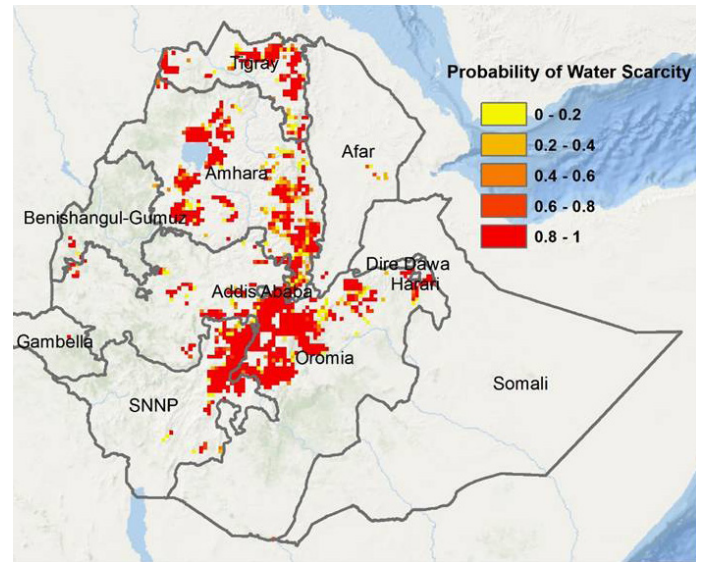 Tigray
Probability of Water Scarcity
0 - 0.2
0.2 - 0.4
0.4 - 0.6
0.6 - 0.8
0.8 - 1
Afar
Amhara
Benishangul-Gumuz
Dire Dawa
Harari
Addis Ababa
Gambella
Oromia
Somali
SNNP